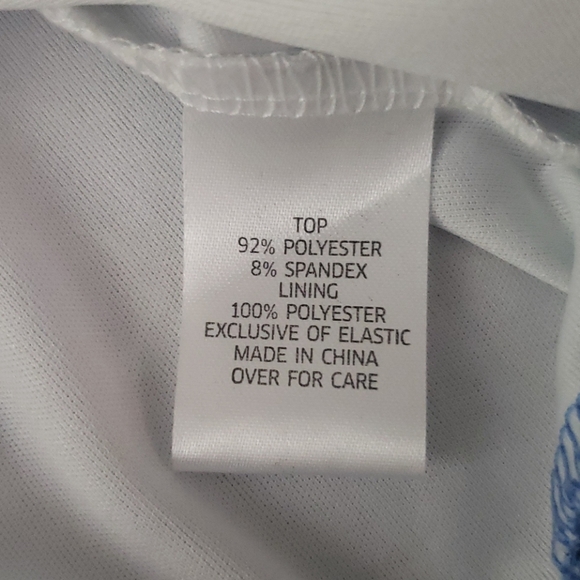 TOP
92% POLYESTER
8% SPANDEX
LINING
100% POLYESTER
EXCLUSIVE OF ELASTIC
MADE IN CHINA
OVER FOR CARE